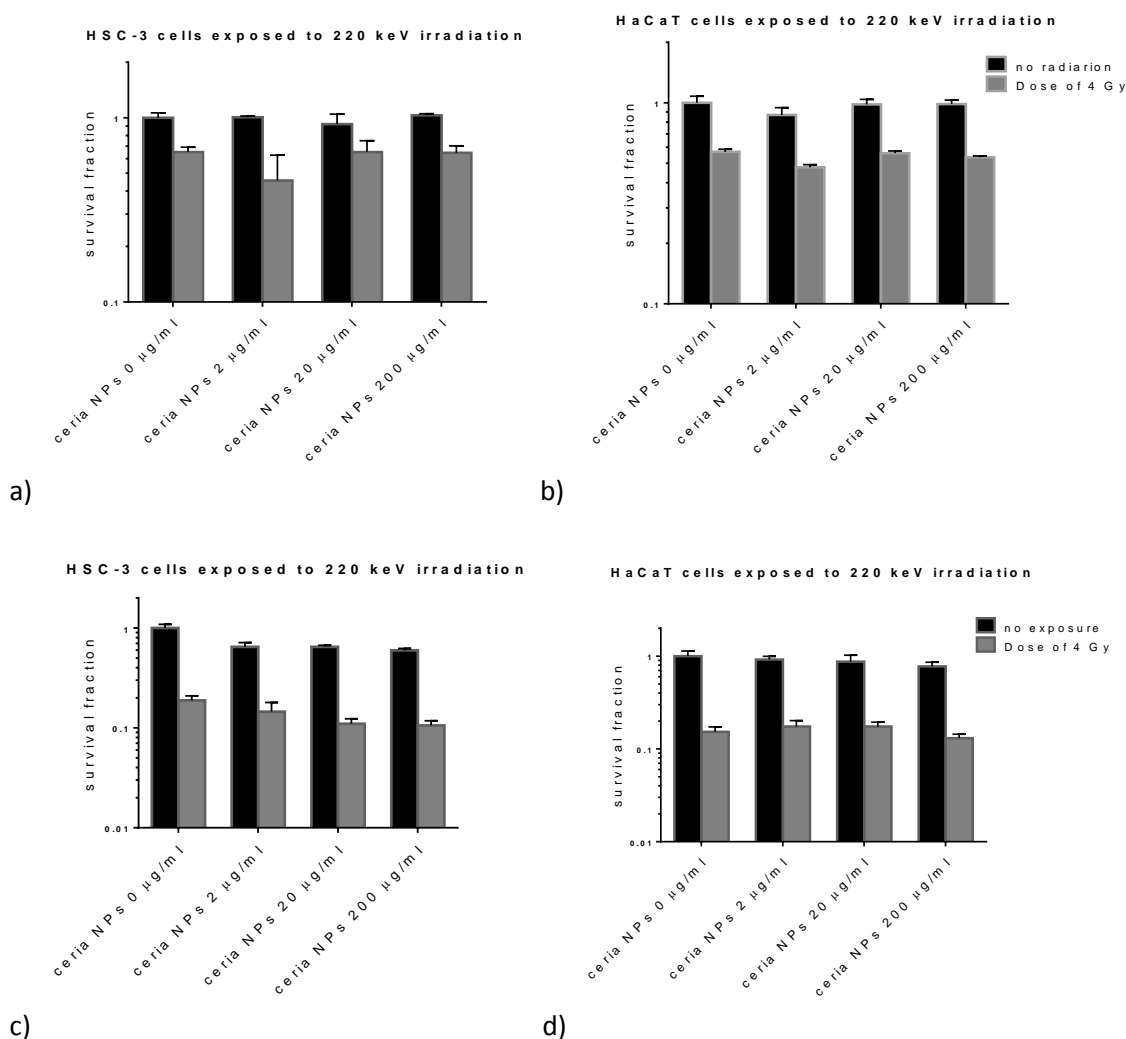 HSC-3 cells exposed to 220 keV irradiation
survival fraction
1
0.1
ceria NPs 0 µg/ml
ceria NPs 2 µg/ml
ceria NPs 20 µg/ml
ceria NPs 200 µg/ml
a)
HaCaT cells exposed to 220 keV irradiation
no radiarion
Dose of 4 Gy
survival fraction
1
0.1
ceria NPs 0 µg/ml
ceria NPs 2 µg/ml
ceria NPs 20 µg/ml
ceria NPs 200 µg/ml
b)
HSC-3 cells exposed to 220 keV irradiation
survival fraction
1
0.1
0.01
ceria NPs 0 µg/ml
ceria NPs 2 µg/ml
ceria NPs 20 µg/ml
ceria NPs 200 µg/ml
c)
HaCaT cells exposed to 220 keV irradiation
no exposure
Dose of 4 Gy
survival fraction
1
0.1
0.01
ceria NPs 0 µg/ml
ceria NPs 2 µg/ml
ceria NPs 20 µg/ml
ceria NPs 200 µg/ml
d)